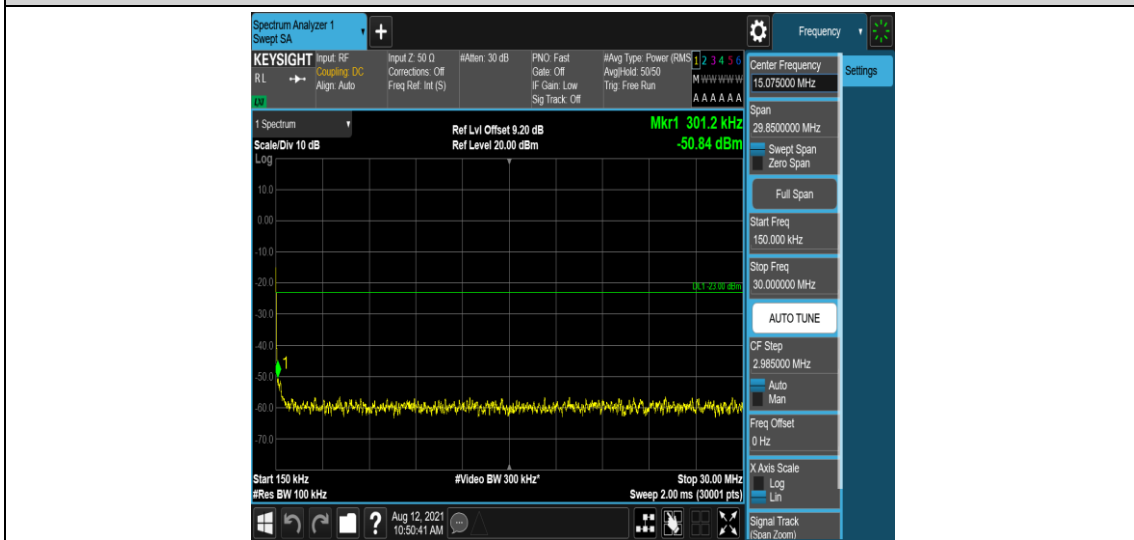 Spectrum Analyzer 1
Swept SA
+
Frequency
KEYSIGHT
RL
Input: RF
Coupling: DC
Align: Auto
Input Z: 50 Ω
Corrections: Off
Freq Ref: Int (S)
#Atten: 30 dB
PNO: Fast
Gate: Off
IF Gain: Low
Sig Track: Off
#Avg Type: Power (RMS
Avg|Hold: 50/50
Trig: Free Run
1 2 3 4 5 6
M W W W W W
A A A A A A
1 Spectrum
Scale/Div 10 dB
Ref Lvl Offset 9.20 dB
Ref Level 20.00 dBm
Mkr1 301.2 kHz
-50.84 dBm
Log
10.0
0.00
-10.0
-20.0
DL1 -23.00 dBm
-30.0
-40.0
1
-50.0
-60.0
-70.0
Start 150 kHz
#Video BW 300 kHz*
Stop 30.00 MHz
#Res BW 100 kHz
Sweep 2.00 ms (30001 pts)
?
Aug 12, 2021
10:50:41 AM
Center Frequency
15.075000 MHz
Settings
Span
29.8500000 MHz
Swept Span
Zero Span
Full Span
Start Freq
150.000 kHz
Stop Freq
30.000000 MHz
AUTO TUNE
CF Step
2.985000 MHz
Auto
Man
Freq Offset
0 Hz
X Axis Scale
Log
Lin
Signal Track
(Span Zoom)